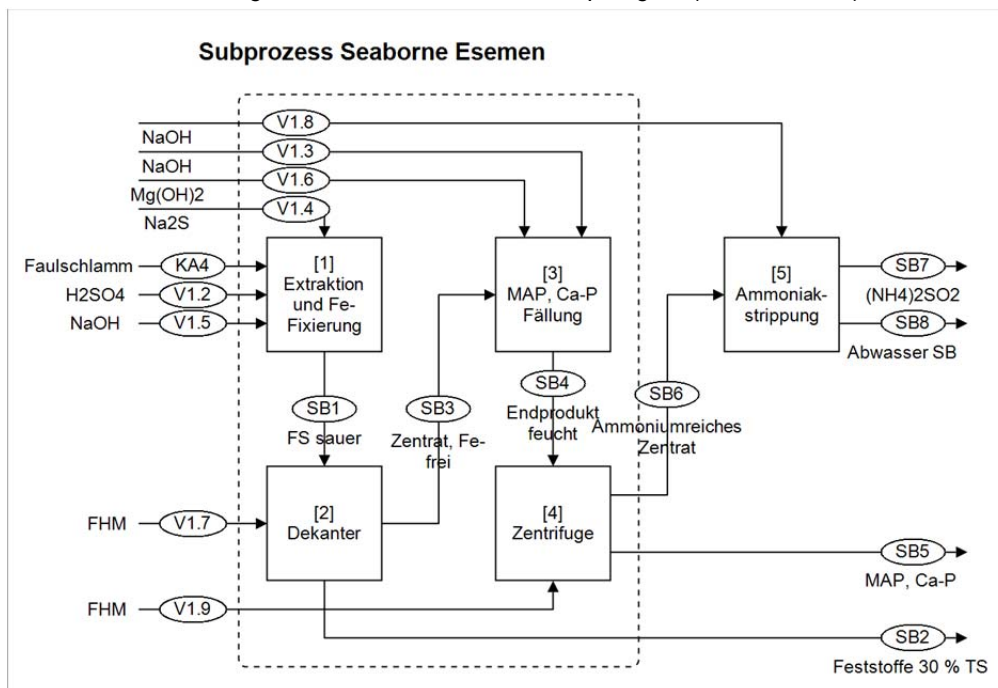 Subprozess Seaborne Esemen
V1.8
NaOH
V1.3
NaOH
V1.6
Mg(OH)2
V1.4
Na2S
Faulschlamm
KA4
H2SO4
V1.2
NaOH
V1.5
[1]
Extraktion
und Fe-
Fixierung
[3]
MAP, Ca-P
Fällung
[5]
Ammoniak-
strippung
SB7
(NH4)2SO2
SB8
Abwasser SB
SB1
FS sauer
SB3
Zentrat, Fe-
frei
SB4
Endprodukt
feucht
SB6
Ammoniumreiches
Zentrat
FHM
V1.7
[2]
Dekanter
[4]
Zentrifuge
SB5
MAP, Ca-P
FHM
V1.9
SB2
Feststoffe 30 % TS